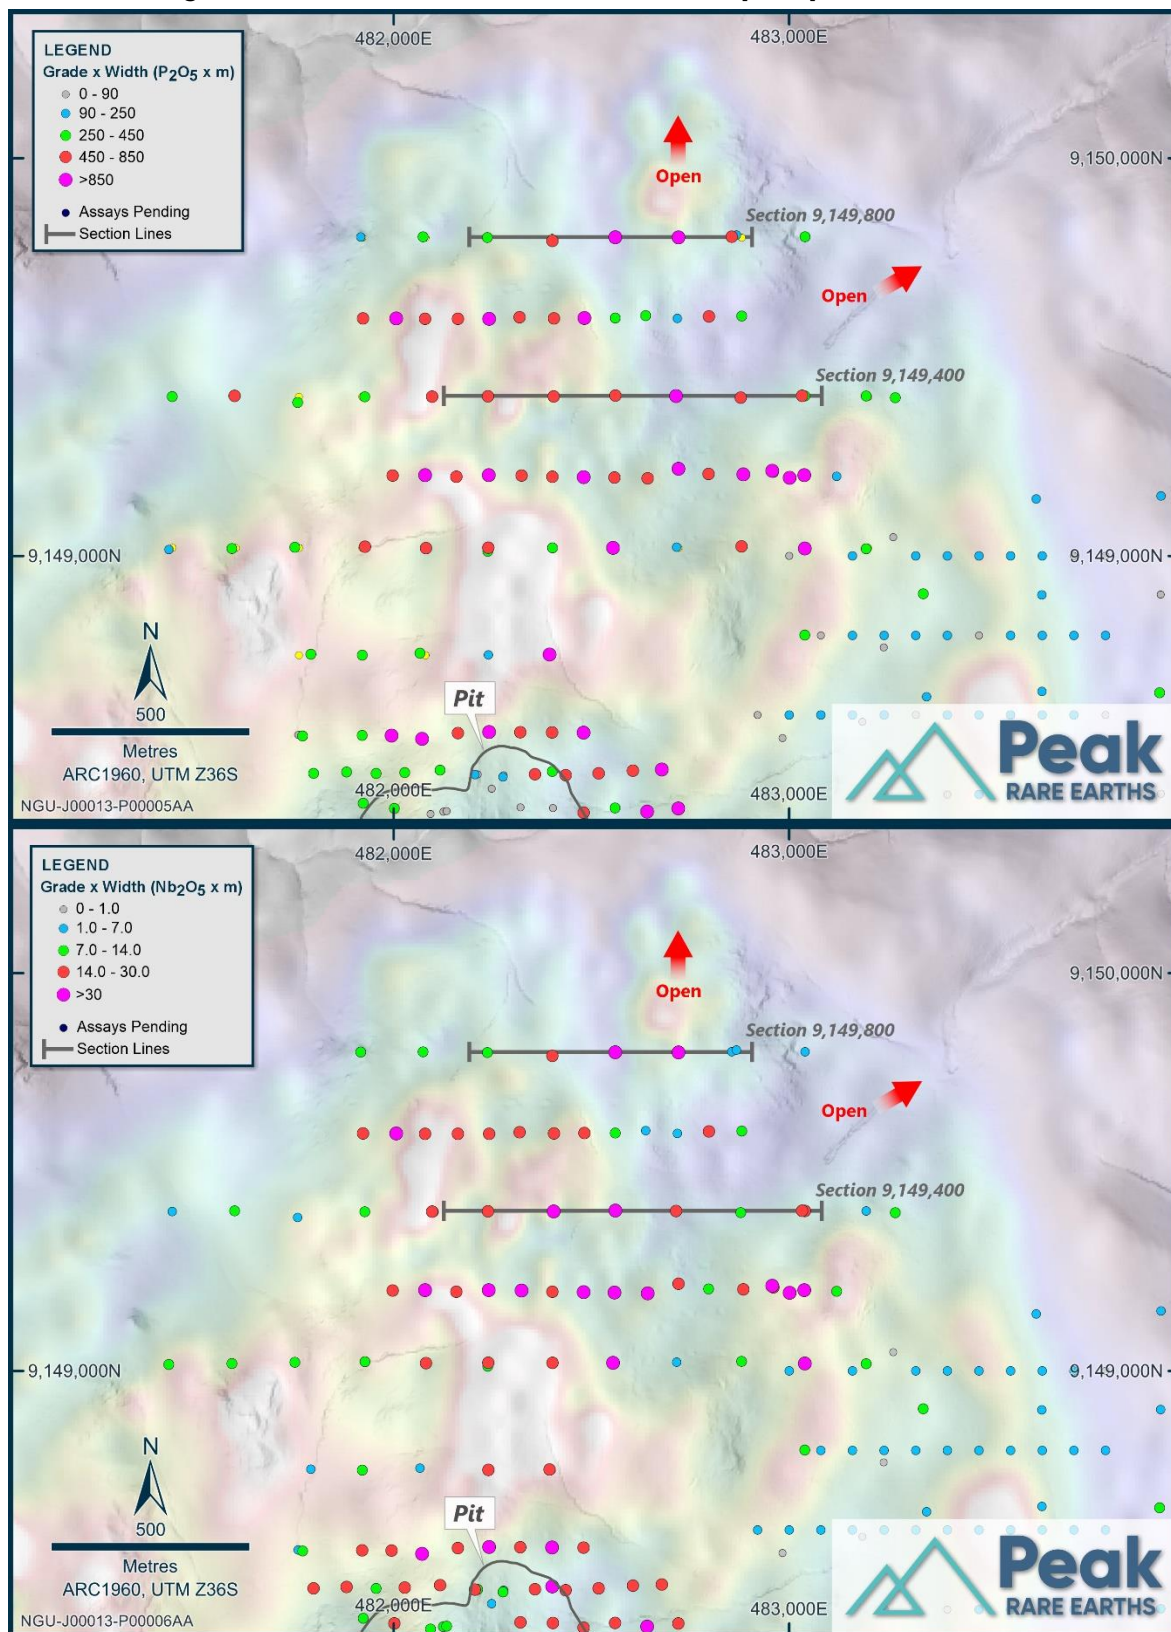 482,000E
483,000E
LEGEND
Grade x Width (P2O5 x m)
0 - 90
90 - 250
250 - 450
450 - 850
>850
Assays Pending
Section Lines
9,150,000N
Open
Section 9,149,800
Open
Section 9,149,400
9,149,000N
9,149,000N
N
500
Metres
ARC1960, UTM Z36S
NGU-J00013-P00005AA
Pit
482,000E
483,000E
Peak
RARE EARTHS
482,000E
483,000E
LEGEND
Grade x Width (Nb2O5 x m)
0 - 1.0
1.0 - 7.0
7.0 - 14.0
14.0 - 30.0
>30
Assays Pending
Section Lines
9,150,000N
Open
Section 9,149,800
Open
Section 9,149,400
9,149,000N
9,149,000N
N
500
Metres
ARC1960, UTM Z36S
NGU-J00013-P00006AA
Pit
482,000E
483,000E
Peak
RARE EARTHS